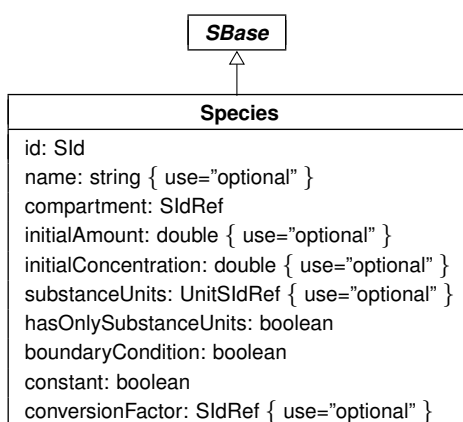 SBase
Species
id: SId
name: string { use="optional" }
compartment: SIdRef
initialAmount: double { use="optional" }
initialConcentration: double { use="optional" }
substanceUnits: UnitSIdRef { use="optional" }
hasOnlySubstanceUnits: boolean
boundaryCondition: boolean
constant: boolean
conversionFactor: SIdRef { use="optional" }